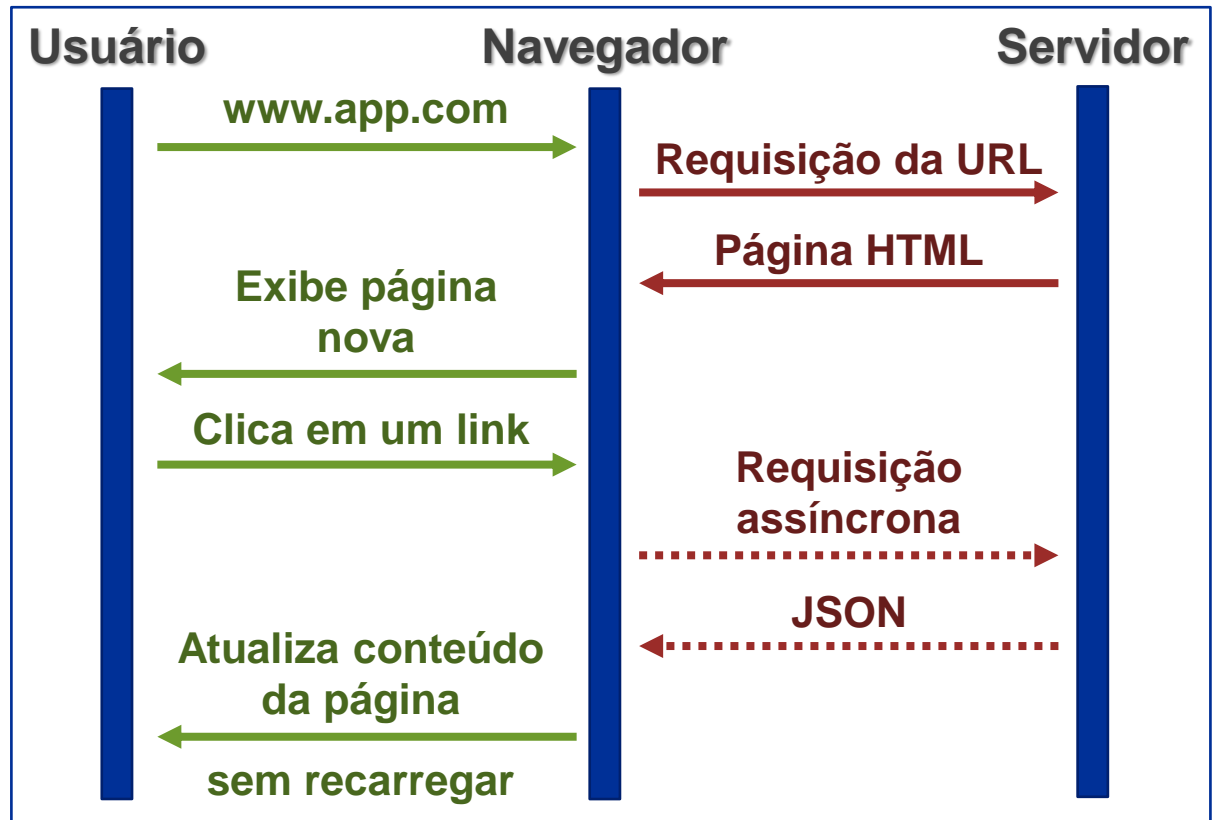 Usuário
Navegador
Servidor
www.app.com
Requisição da URL
Página HTML
Exibe página
nova
Clica em um link
Requisição
assíncrona
JSON
Atualiza conteúdo
da página
sem recarregar